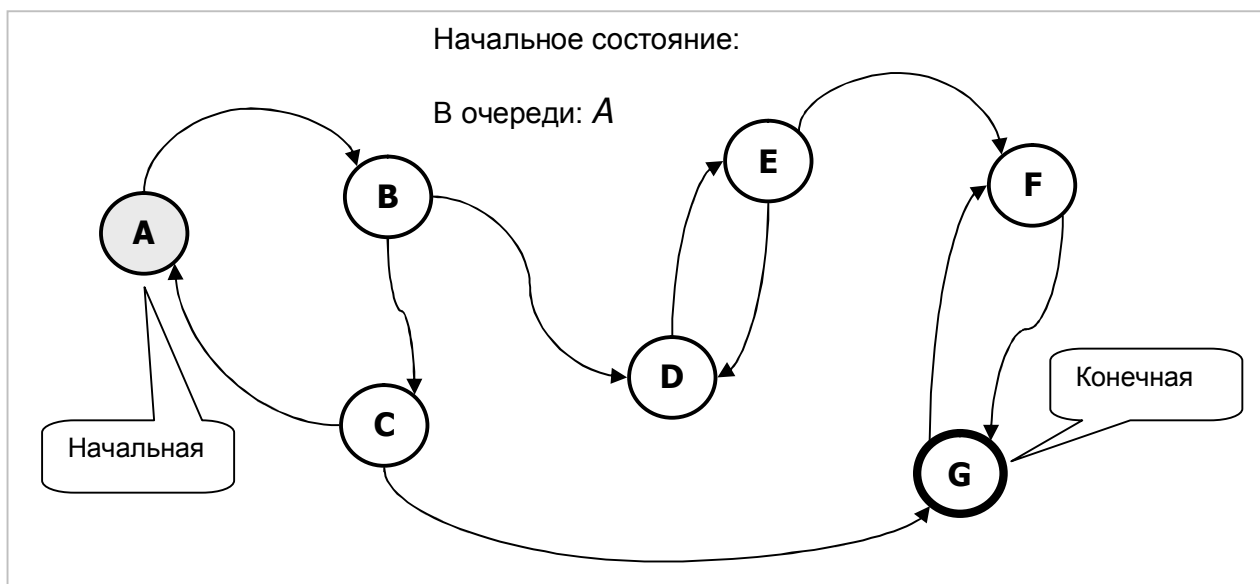 Начальное состояние:
В очереди: A
E
F
B
A
D
Конечная
C
Начальная
G